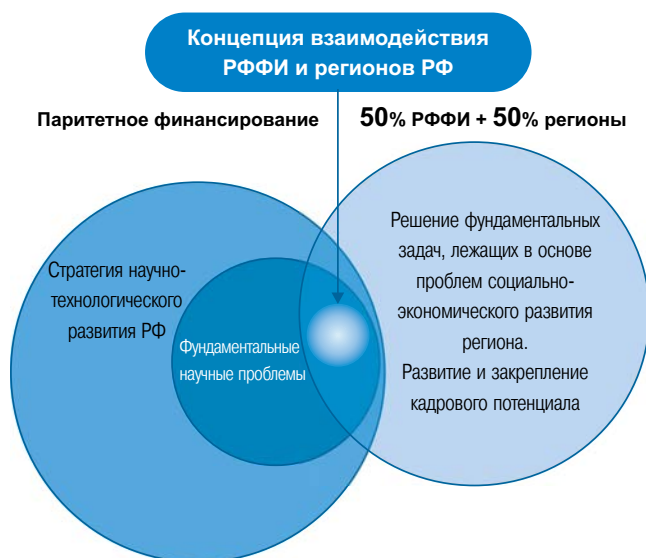 Концепция взаимодействия
РФФИ и регионов РФ
Паритетное финансирование
50% РФФИ + 50% регионы
Стратегия научно-
технологического
развития РФ
Фундаментальные
научные проблемы
Решение фундаментальных
задач, лежащих в основе
проблем социально-
экономического развития
региона.
Развитие и закрепление
кадрового потенциала